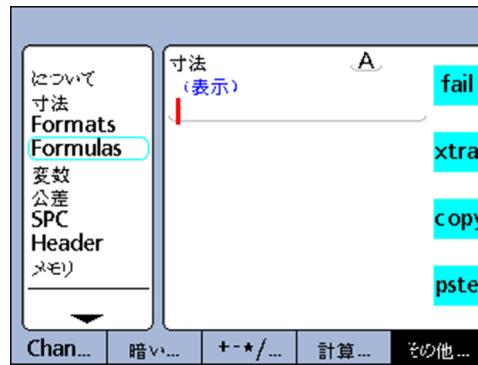 について
寸法
Formats
Formulas
変数
公差
SPC
Header
メモリ
寸法
A
(表示)
fail
xtra
copy
pste
Chan...
暗い...
+-*/...
計算...
その他...